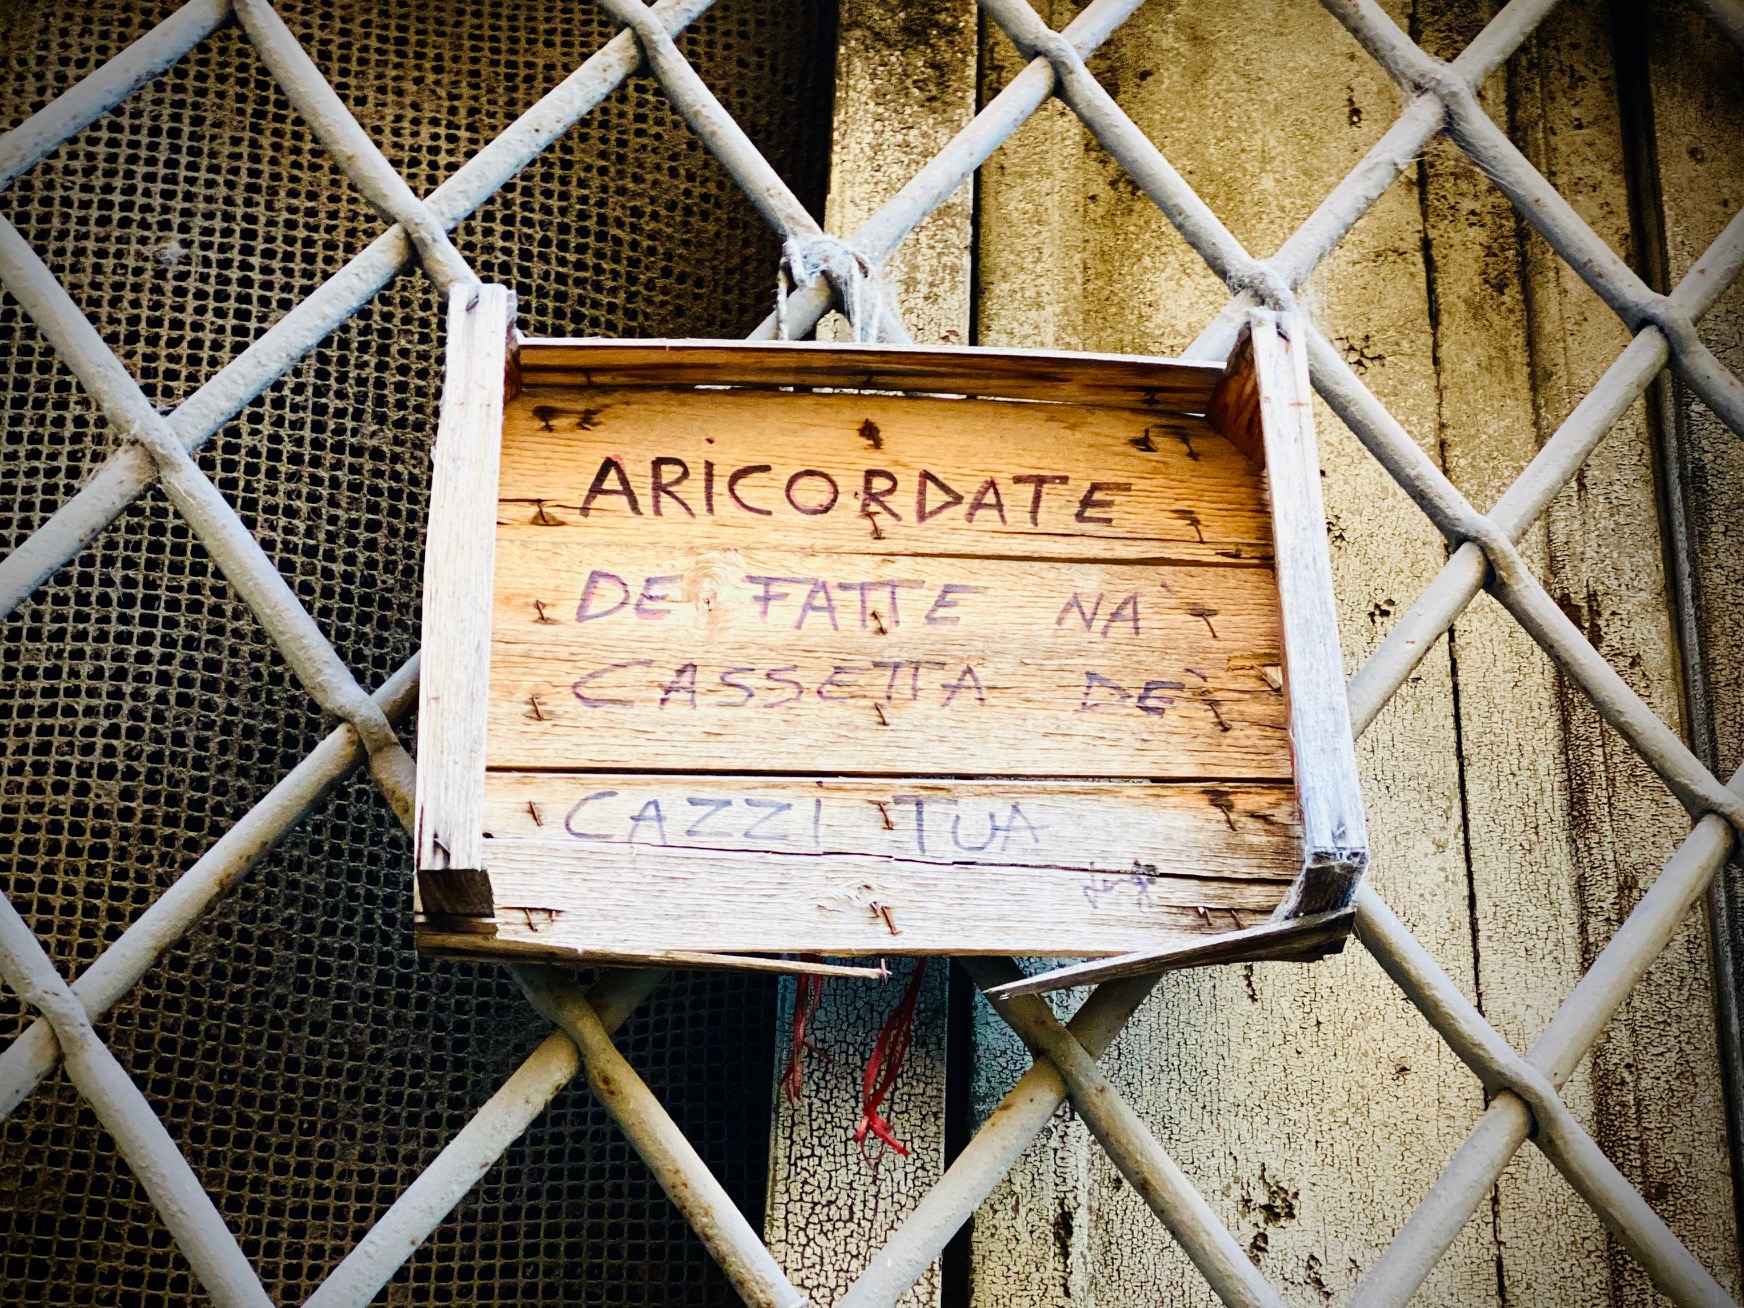 ARICORDATE
DE FATTE NA'
CASSETTA DE'
CAZZI TUA